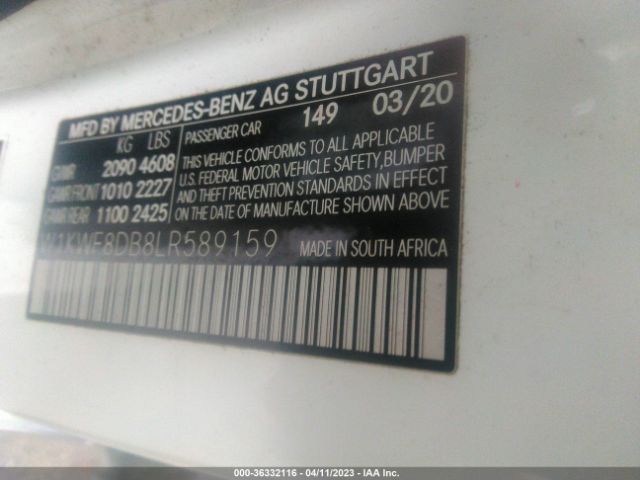 MFD BY MERCEDES-BENZ AG STUTTGART
KG LBS PASSENGER CAR 149 03/20
GVWR 2090 4608
GAWR FRONT 1010 2227
GAWR REAR 1100 2425
THIS VEHICLE CONFORMS TO ALL APPLICABLE
U.S. FEDERAL MOTOR VEHICLE SAFETY, BUMPER
AND THEFT PREVENTION STANDARDS IN EFFECT
ON THE DATE OF MANUFACTURE SHOWN ABOVE.
W1KWF8DB8LR589159 MADE IN SOUTH AFRICA
000-36332116 - 04/11/2023 - IAA Inc.